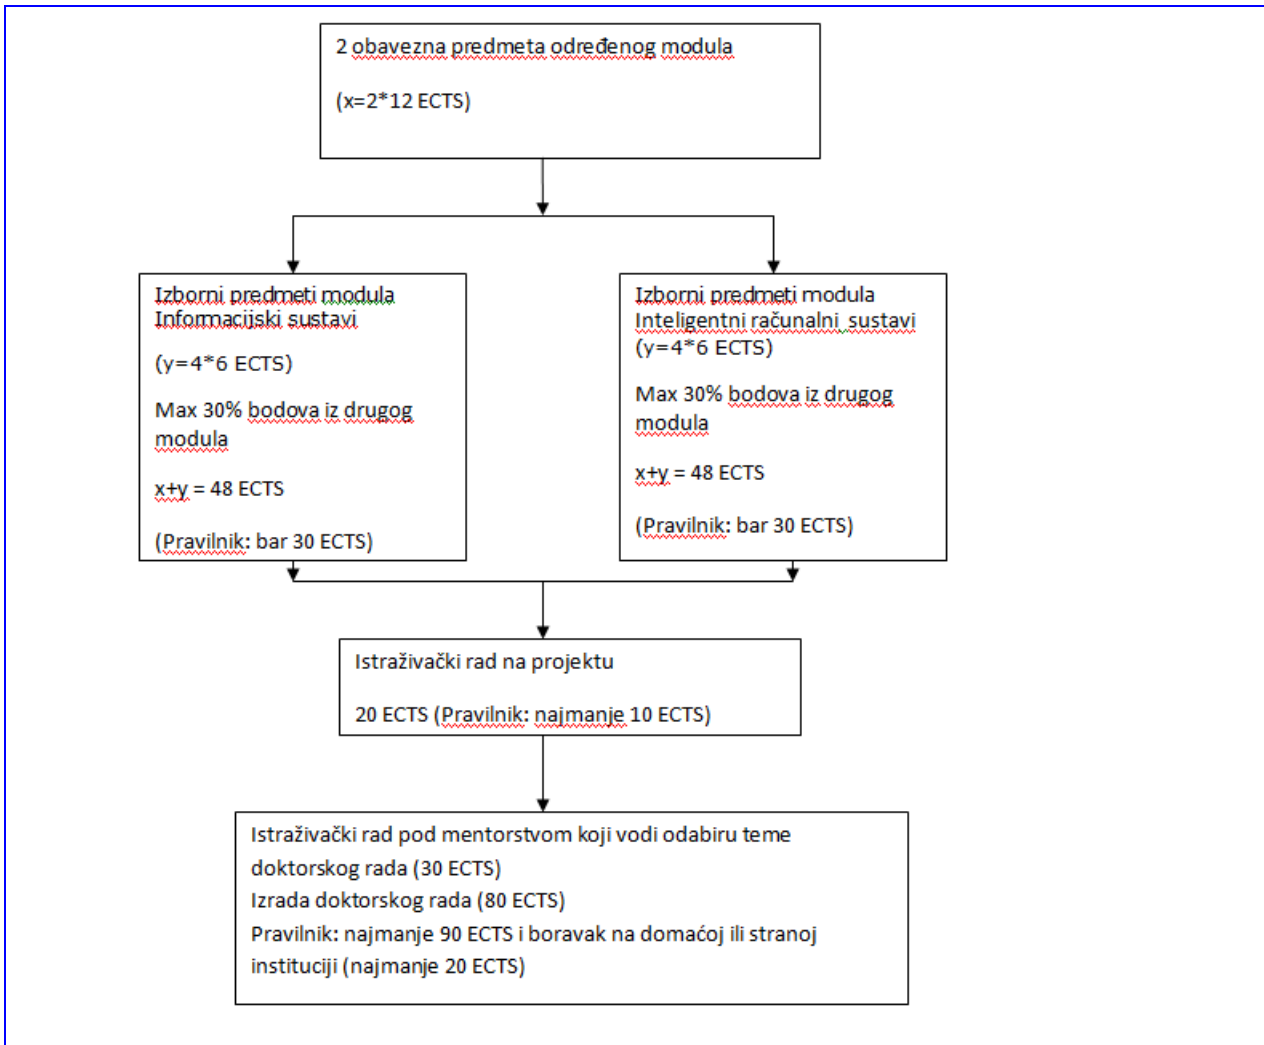 2 obavezna predmeta određenog modula
(x=2*12 ECTS)
Izborni predmeti modula
Informacijski sustavi
(y=4*6 ECTS)
Max 30% bodova iz drugog
modula
x+y = 48 ECTS
(Pravilnik: bar 30 ECTS)
Izborni predmeti modula
Inteligentni računalni sustavi
(y=4*6 ECTS)
Max 30% bodova iz drugog
modula
x+y = 48 ECTS
(Pravilnik: bar 30 ECTS)
Istraživački rad na projektu
20 ECTS (Pravilnik: najmanje 10 ECTS)
Istraživački rad pod mentorstvom koji vodi odabiru teme
doktorskog rada (30 ECTS)
Izrada doktorskog rada (80 ECTS)
Pravilnik: najmanje 90 ECTS i boravak na domaćoj ili stranoj
instituciji (najmanje 20 ECTS)